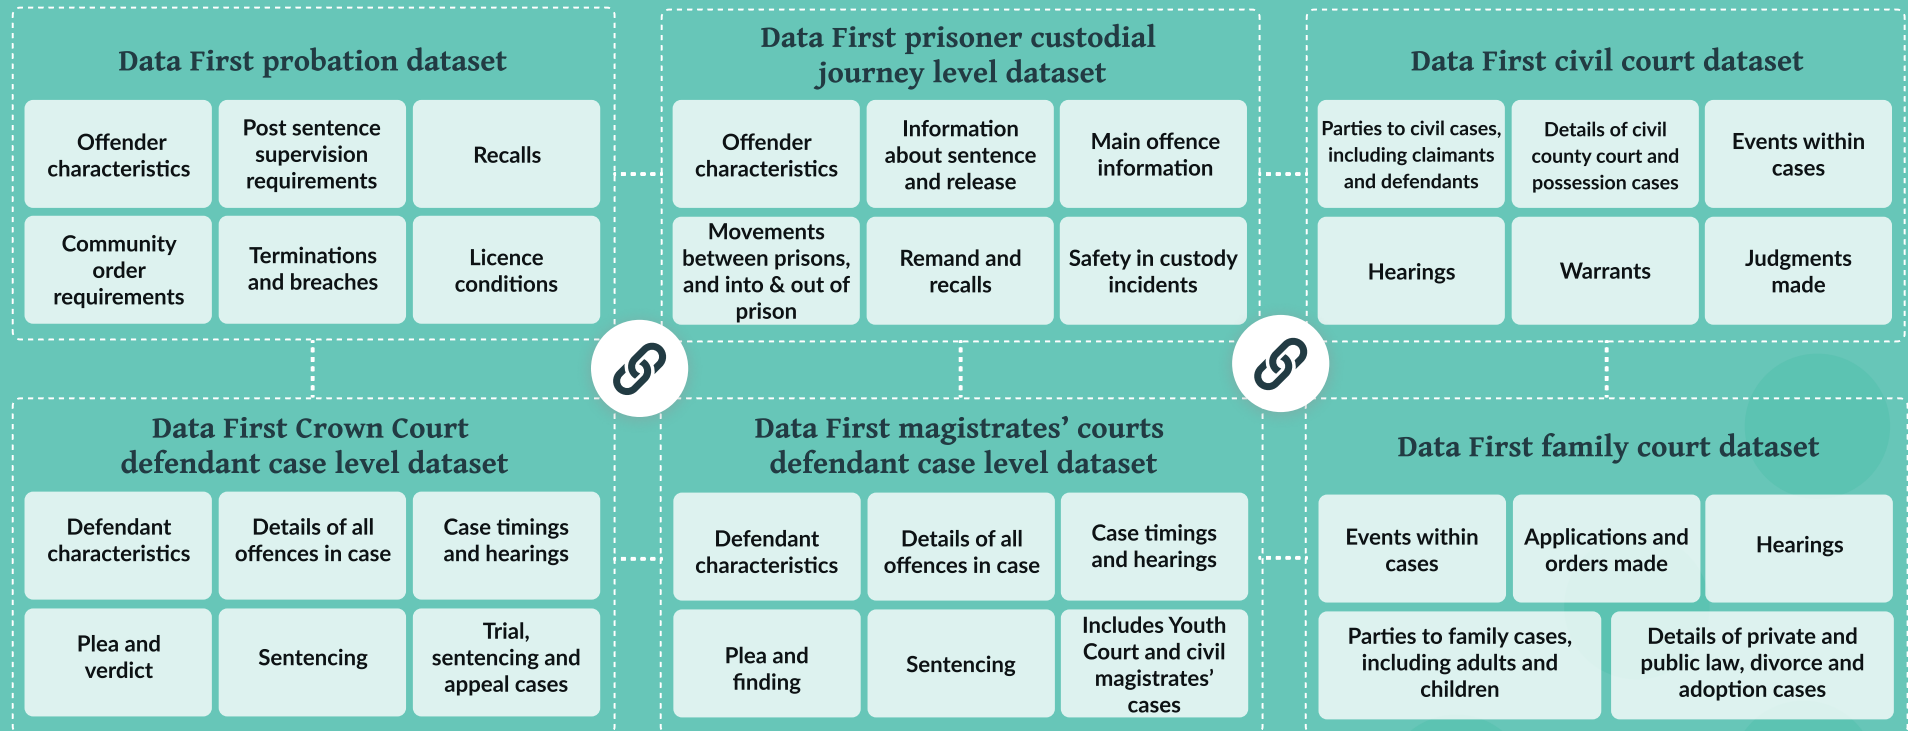 Data First probation dataset
Offender
characteristics
Post sentence
supervision
requirements
Recalls
Community
order
requirements
Terminations
and breaches
Licence
conditions
Data First prisoner custodial
journey level dataset
Offender
characteristics
Information
about sentence
and release
Main offence
information
Movements
between prisons,
and into & out of
prison
Remand and
recalls
Safety in custody
incidents
Data First civil court dataset
Parties to civil cases,
including claimants
and defendants
Details of civil
county court and
possession cases
Events within
cases
Hearings
Warrants
Judgments
made
Data First Crown Court
defendant case level dataset
Defendant
characteristics
Details of all
offences in case
Case timings
and hearings
Plea and
verdict
Sentencing
Trial,
sentencing and
appeal cases
Data First magistrates’ courts
defendant case level dataset
Defendant
characteristics
Details of all
offences in case
Case timings
and hearings
Plea and
finding
Sentencing
Includes Youth
Court and civil
magistrates’
cases
Data First family court dataset
Events within
cases
Applications and
orders made
Hearings
Parties to family cases,
including adults and
children
Details of private and
public law, divorce and
adoption cases